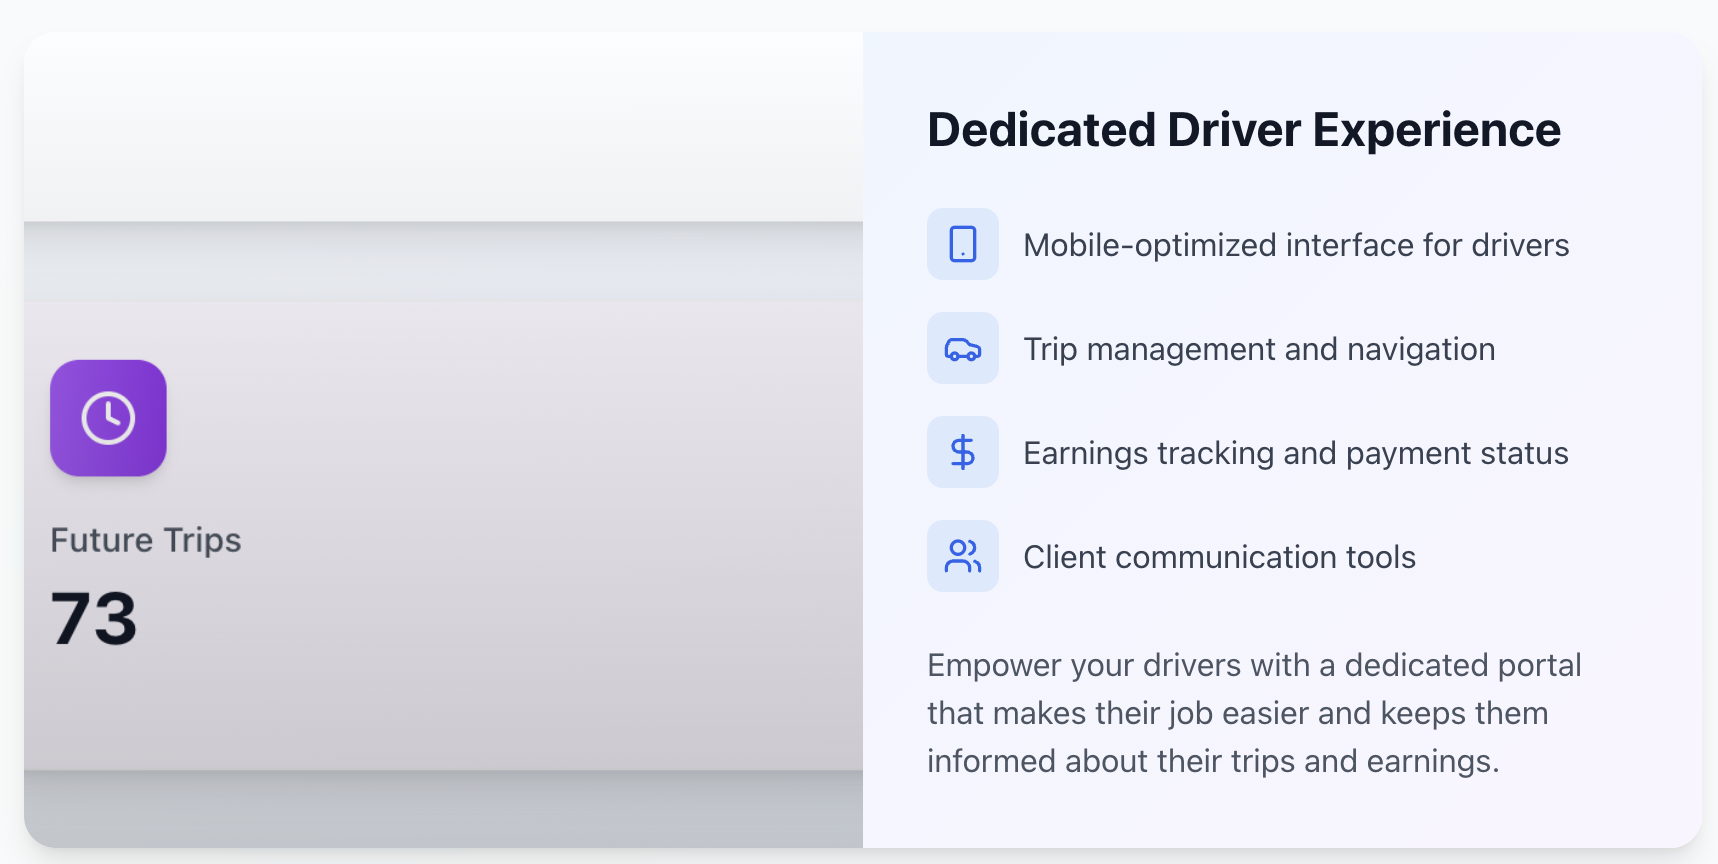 Future Trips
73
Dedicated Driver Experience
Mobile-optimized interface for drivers
Trip management and navigation
Earnings tracking and payment status
Client communication tools
Empower your drivers with a dedicated portal
that makes their job easier and keeps them
informed about their trips and earnings.